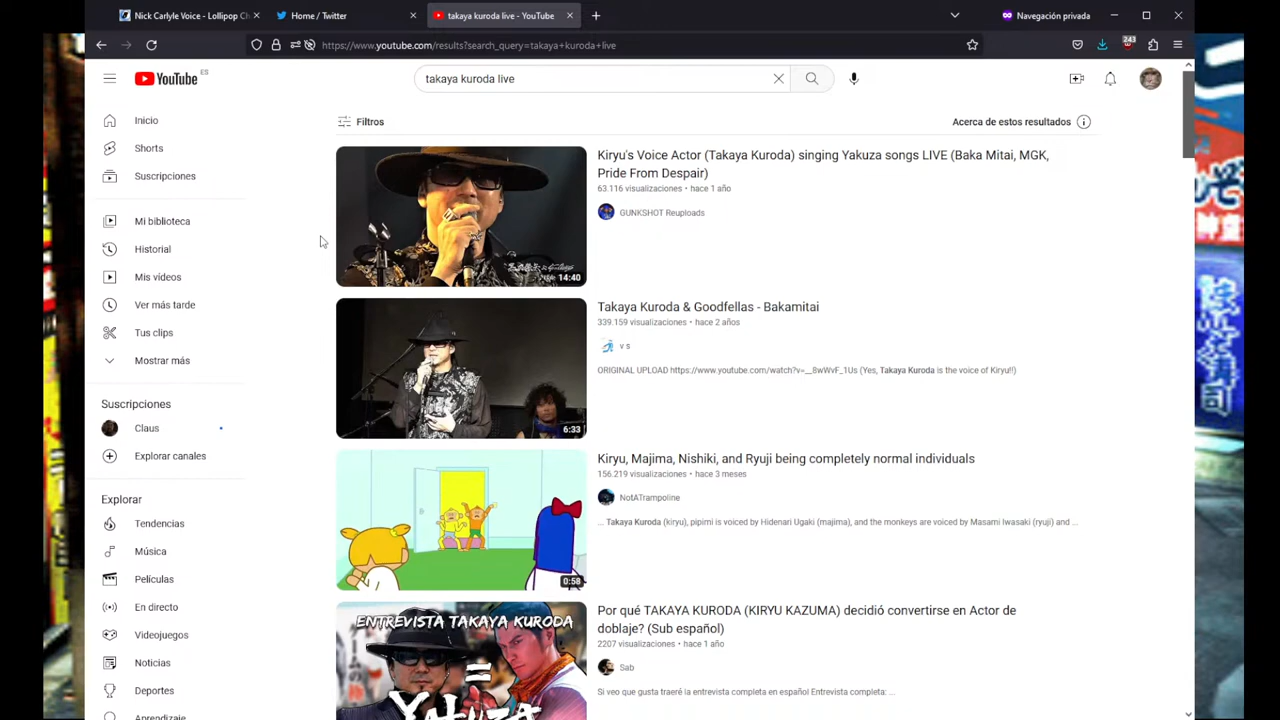 Nick Carlyle Voice - Lollipop Ch
Home / Twitter
takaya kuroda live - YouTube
Navegación privada
https://www.youtube.com/results?search_query=takaya+kuroda+live
243
YouTube ES
takaya kuroda live
Filtros
Acerca de estos resultados
Inicio
Shorts
Suscripciones
Mi biblioteca
Historial
Mis vídeos
Ver más tarde
Tus clips
Mostrar más
Suscripciones
Claus
Explorar canales
Explorar
Tendencias
Música
Películas
En directo
Videojuegos
Noticias
Deportes
Aprendizaje
14:40
Kiryu's Voice Actor (Takaya Kuroda) singing Yakuza songs LIVE (Baka Mitai, MGK,
Pride From Despair)
63.116 visualizaciones • hace 1 año
GUNKSHOT Reuploads
6:33
Takaya Kuroda & Goodfellas - Bakamitai
339.159 visualizaciones • hace 2 años
v s
ORIGINAL UPLOAD https://www.youtube.com/watch?v=__8wWvF_1Us (Yes, Takaya Kuroda is the voice of Kiryu!!)
0:58
Kiryu, Majima, Nishiki, and Ryuji being completely normal individuals
156.219 visualizaciones • hace 3 meses
NotATrampoline
... Takaya Kuroda (kiryu), pipimi is voiced by Hidenari Ugaki (majima), and the monkeys are voiced by Masami Iwasaki (ryuji) and ...
ENTREVISTA TAKAYA KURODA
=
Yakuza
Por qué TAKAYA KURODA (KIRYU KAZUMA) decidió convertirse en Actor de
doblaje? (Sub español)
2207 visualizaciones • hace 1 año
Sab
Si veo que gusta traeré la entrevista completa en español Entrevista completa: ...